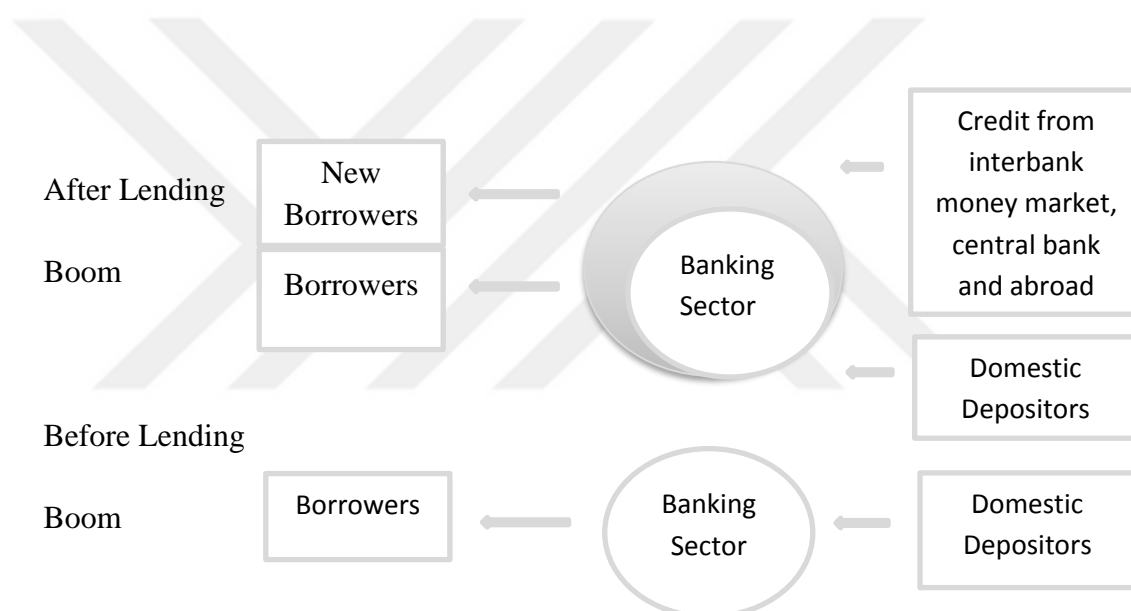 After Lending
Boom
New
Borrowers
Borrowers
Banking
Sector
Credit from
interbank
money market,
central bank
and abroad
Domestic
Depositors
Before Lending
Boom
Borrowers
Banking
Sector
Domestic
Depositors